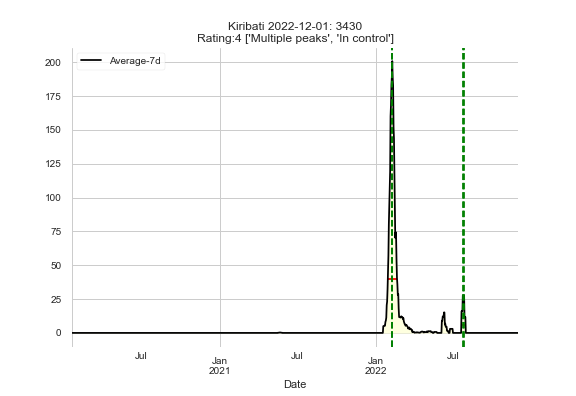 Kiribati 2022-12-01: 3430
Rating:4 ['Multiple peaks', 'In control']
Average-7d
200
175
150
125
100
75
50
25
0
Jul
Jan
2021
Jul
Jan
2022
Jul
Date